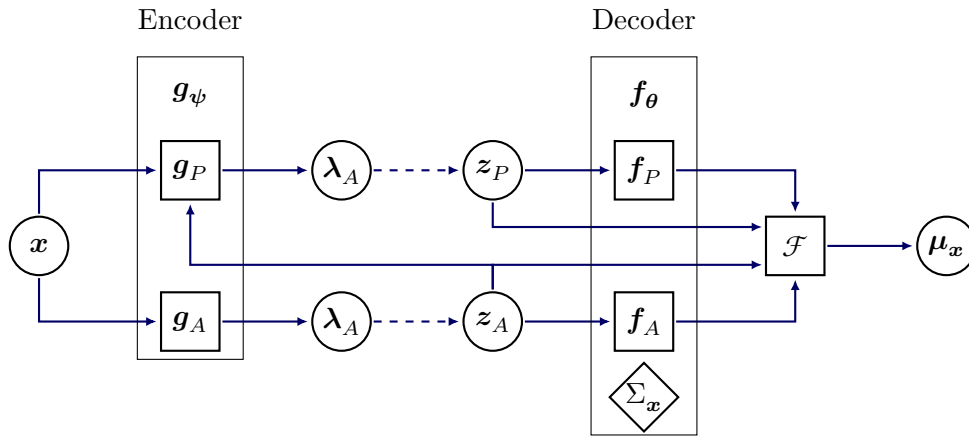 Encoder Decoder
g_ψ f_θ
g_P λ_A z_P f_P
x ℱ μ_x
g_A λ_A z_A f_A
Σ_x